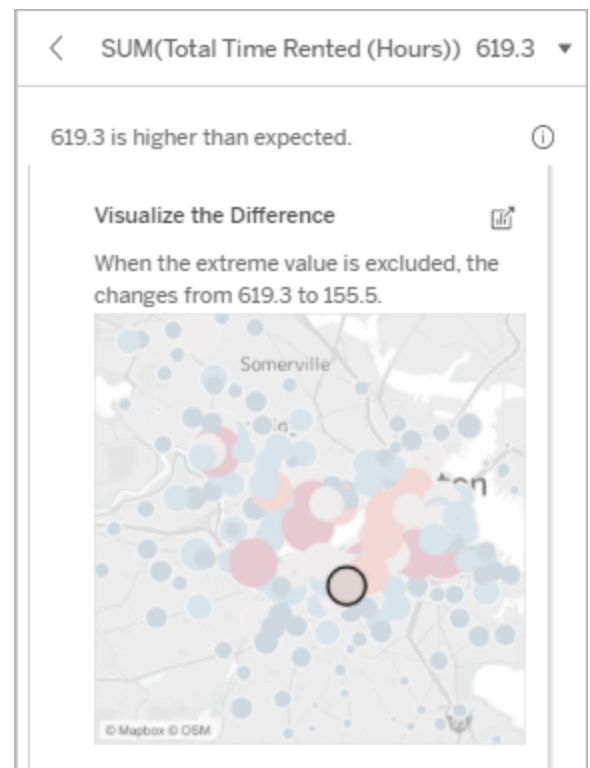 SUM(Total Time Rented (Hours)) 619.3
619.3 is higher than expected.
Visualize the Difference
When the extreme value is excluded, the
changes from 619.3 to 155.5.
Somerville
© Mapbox © OSM